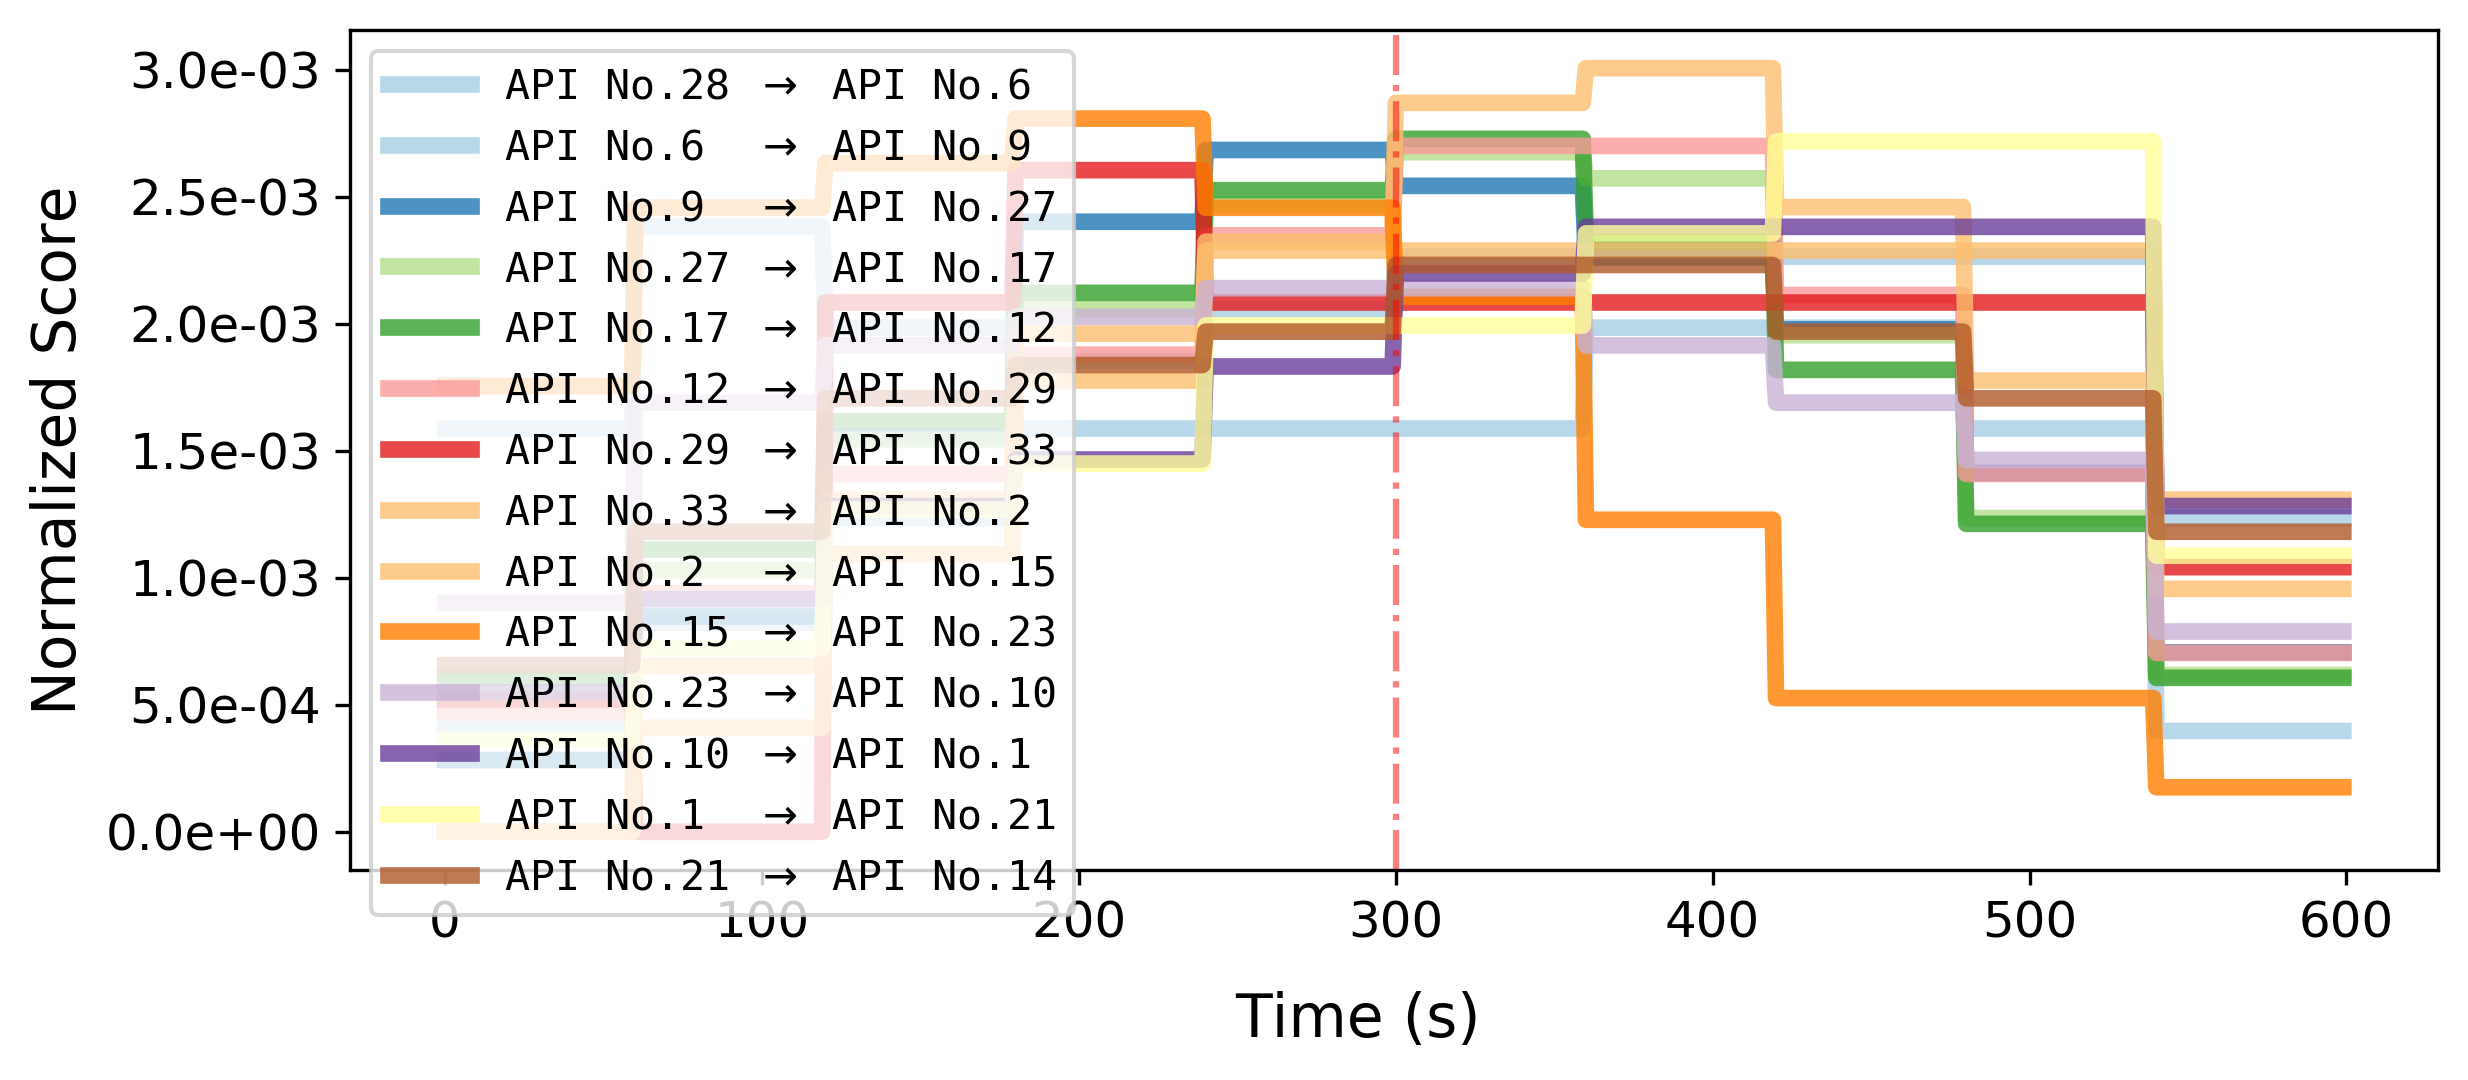 Normalized Score
3.0e-03
2.5e-03
2.0e-03
1.5e-03
1.0e-03
5.0e-04
0.0e+00
API No.28 → API No.6
API No.6 → API No.9
API No.9 → API No.27
API No.27 → API No.17
API No.17 → API No.12
API No.12 → API No.29
API No.29 → API No.33
API No.33 → API No.2
API No.2 → API No.15
API No.15 → API No.23
API No.23 → API No.10
API No.10 → API No.1
API No.1 → API No.21
API No.21 → API No.14
0 100 200 300 400 500 600
Time (s)